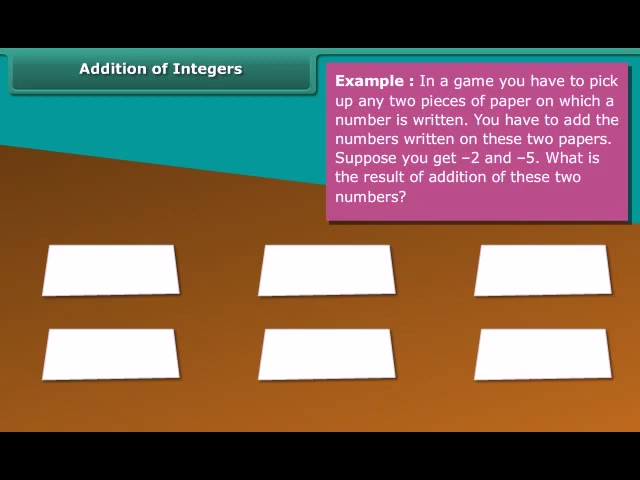 Addition of Integers
Example : In a game you have to pick
up any two pieces of paper on which a
number is written. You have to add the
numbers written on these two papers.
Suppose you get –2 and –5. What is
the result of addition of these two
numbers?